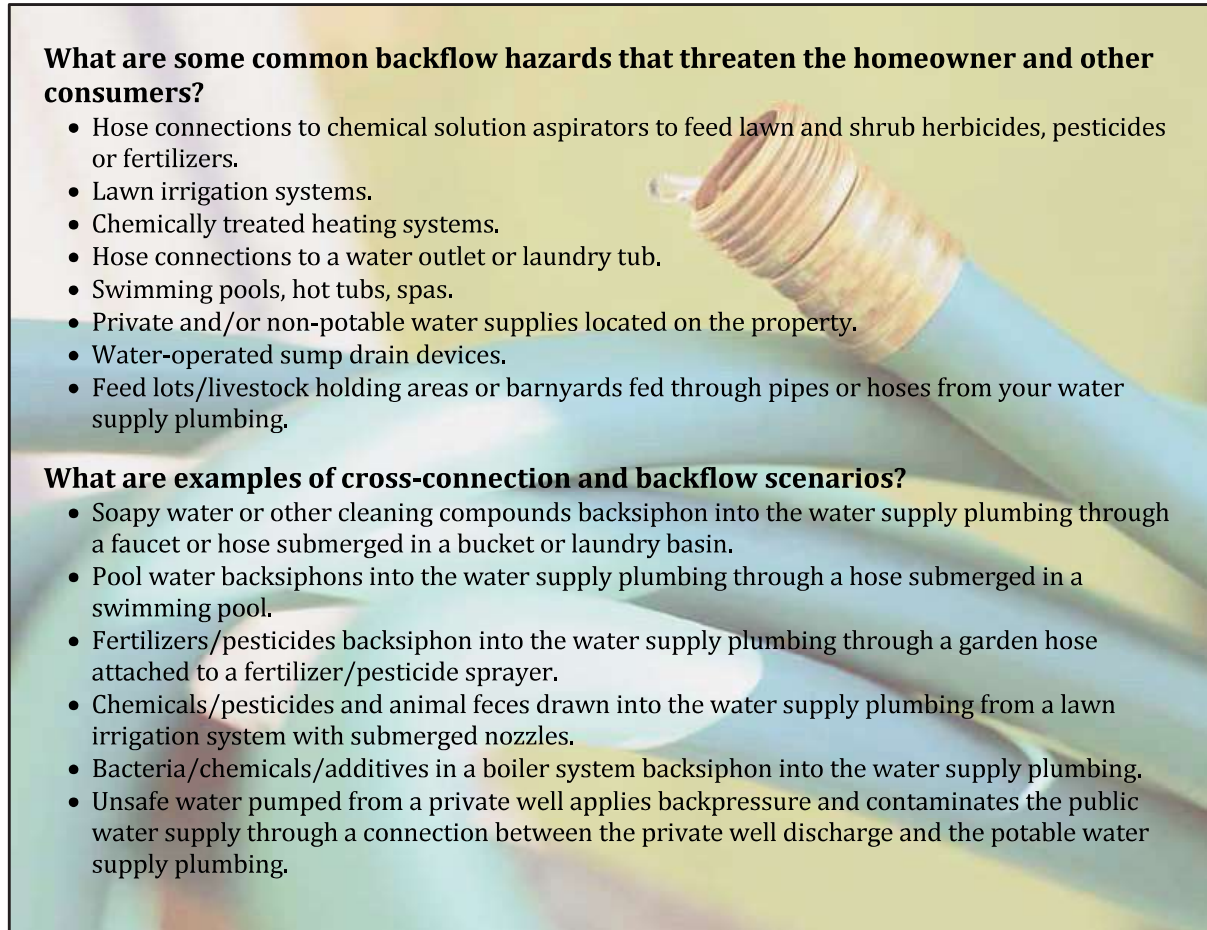 What are some common backflow hazards that threaten the homeowner and other
consumers?
• Hose connections to chemical solution aspirators to feed lawn and shrub herbicides, pesticides
or fertilizers.
• Lawn irrigation systems.
• Chemically treated heating systems.
• Hose connections to a water outlet or laundry tub.
• Swimming pools, hot tubs, spas.
• Private and/or non-potable water supplies located on the property.
• Water-operated sump drain devices.
• Feed lots/livestock holding areas or barnyards fed through pipes or hoses from your water
supply plumbing.
What are examples of cross-connection and backflow scenarios?
• Soapy water or other cleaning compounds backsiphon into the water supply plumbing through
a faucet or hose submerged in a bucket or laundry basin.
• Pool water backsiphons into the water supply plumbing through a hose submerged in a
swimming pool.
• Fertilizers/pesticides backsiphon into the water supply plumbing through a garden hose
attached to a fertilizer/pesticide sprayer.
• Chemicals/pesticides and animal feces drawn into the water supply plumbing from a lawn
irrigation system with submerged nozzles.
• Bacteria/chemicals/additives in a boiler system backsiphon into the water supply plumbing.
• Unsafe water pumped from a private well applies backpressure and contaminates the public
water supply through a connection between the private well discharge and the potable water
supply plumbing.